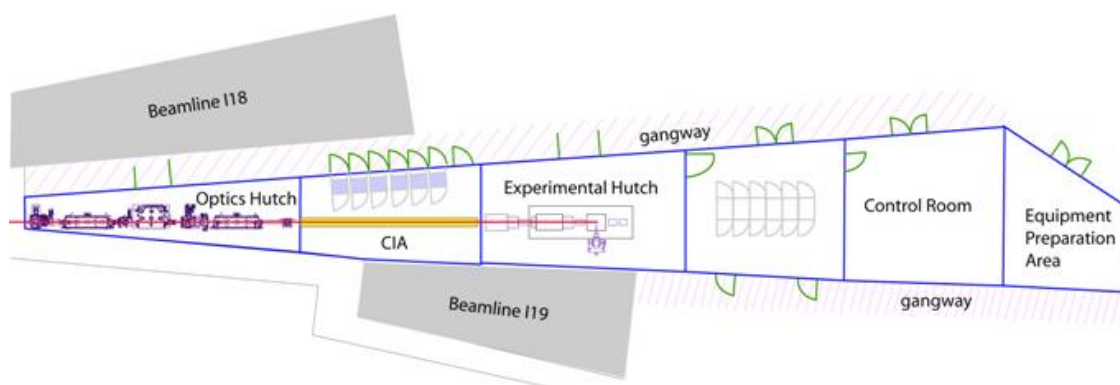 Beamline I18
gangway
Optics Hutch
Experimental Hutch
Control Room
Equipment
Preparation
Area
CIA
Beamline I19
gangway